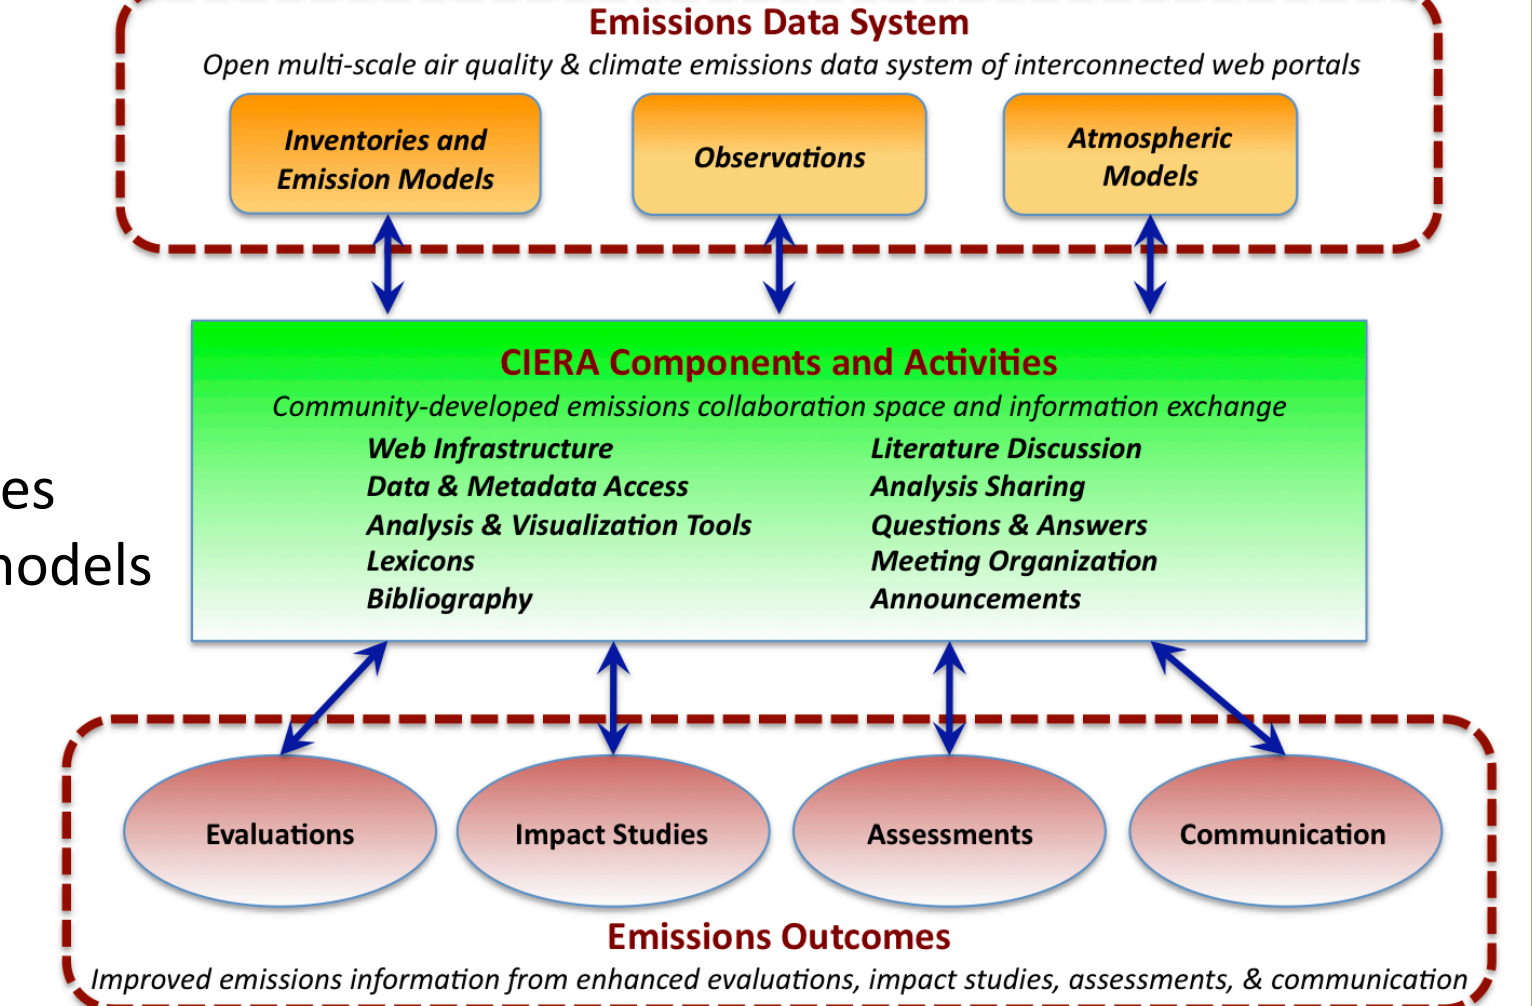 Emissions Data System
Open multi-scale air quality & climate emissions data system of interconnected web portals
Inventories and
Emission Models
Observations
Atmospheric
Models
CIERA Components and Activities
Community-developed emissions collaboration space and information exchange
Web Infrastructure
Data & Metadata Access
Analysis & Visualization Tools
Lexicons
Bibliography
Literature Discussion
Analysis Sharing
Questions & Answers
Meeting Organization
Announcements
es
odels
Evaluations
Impact Studies
Assessments
Communication
Emissions Outcomes
Improved emissions information from enhanced evaluations, impact studies, assessments, & communication